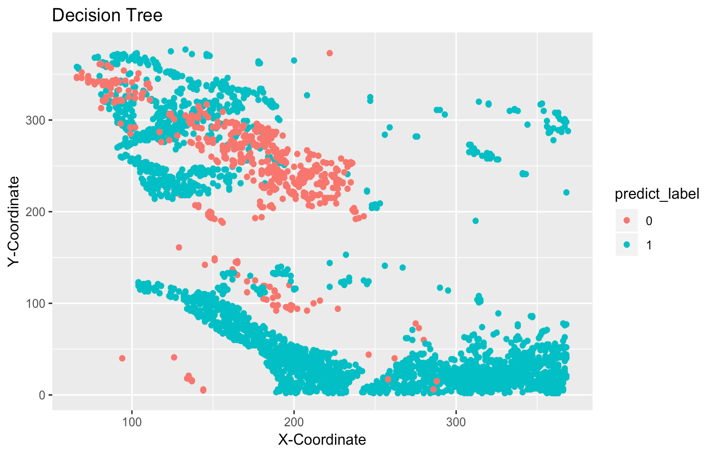 Decision Tree
300
200
100
0
Y-Coordinate
100
200
300
X-Coordinate
predict_label
0
1